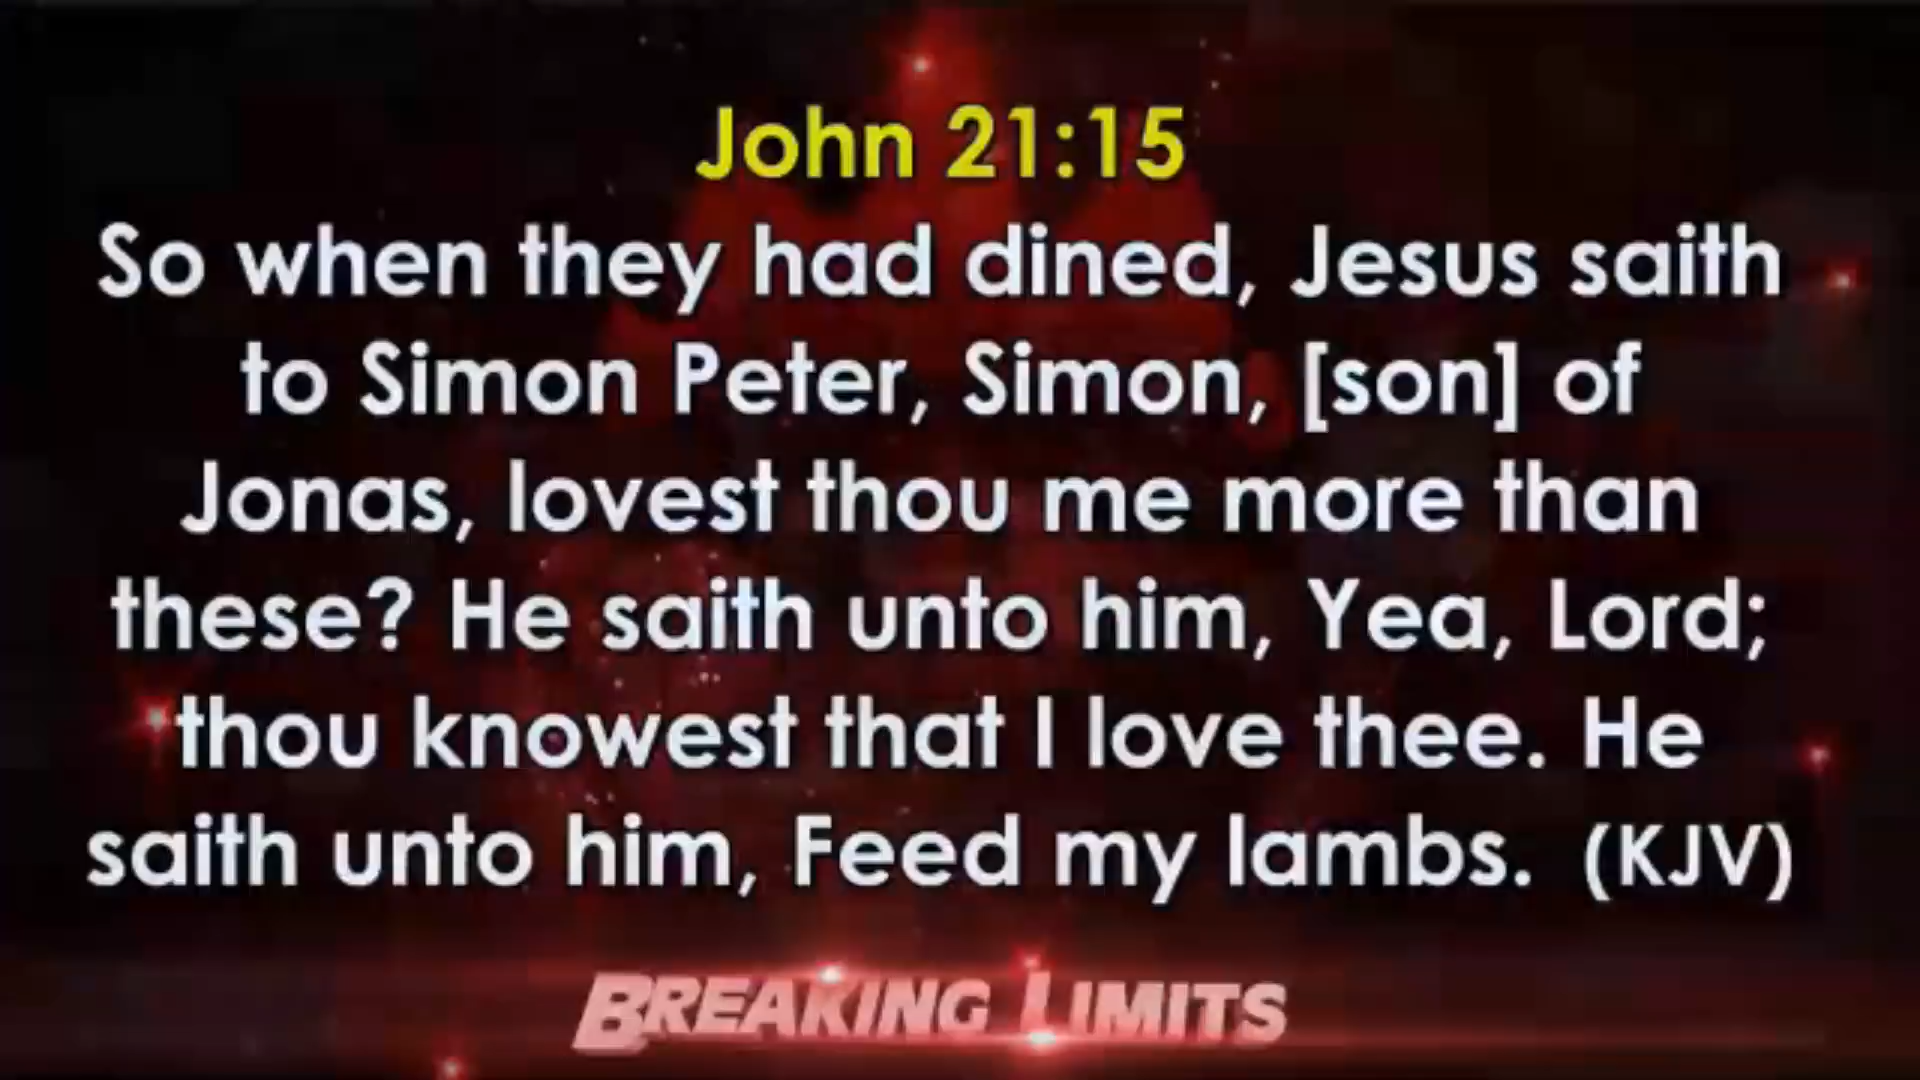 John 21:15
So when they had dined, Jesus saith
to Simon Peter, Simon, [son] of
Jonas, lovest thou me more than
these? He saith unto him, Yea, Lord;
thou knowest that I love thee. He
saith unto him, Feed my lambs. (KJV)
BREAKING LIMITS